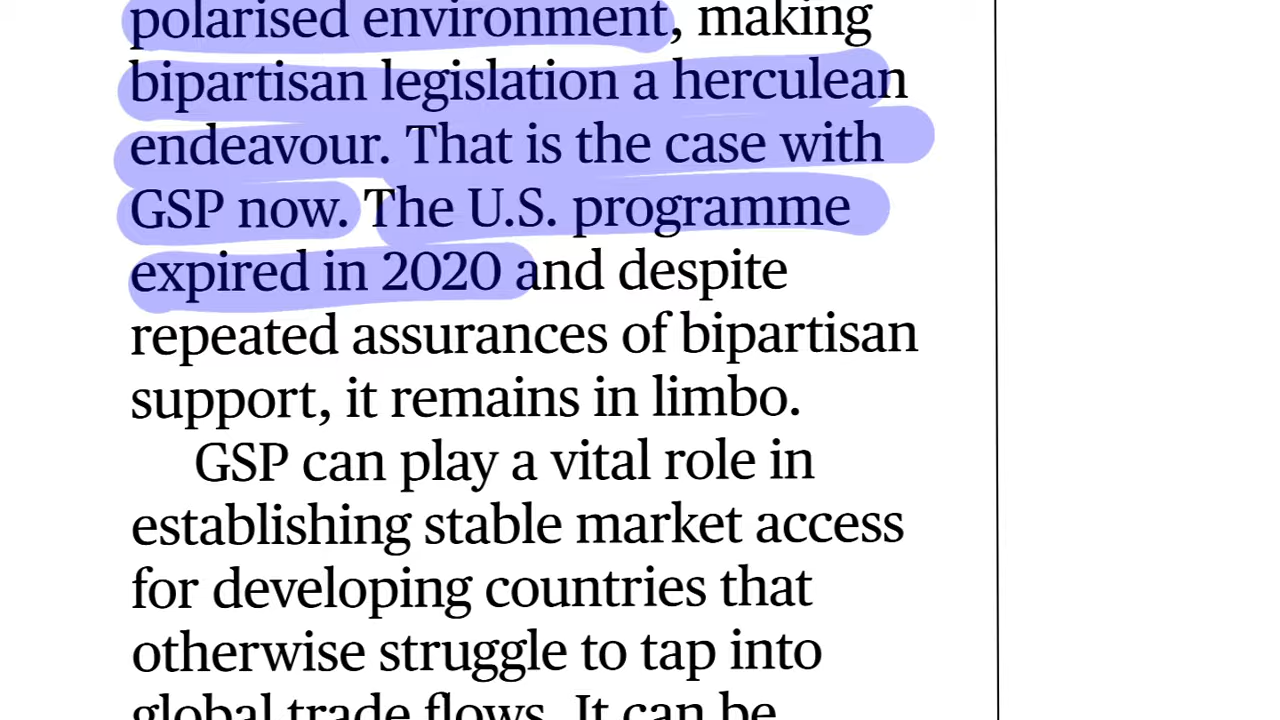 polarised environment, making
bipartisan legislation a herculean
endeavour. That is the case with
GSP now. The U.S. programme
expired in 2020 and despite
repeated assurances of bipartisan
support, it remains in limbo.
GSP can play a vital role in
establishing stable market access
for developing countries that
otherwise struggle to tap into
global trade flows. It can be